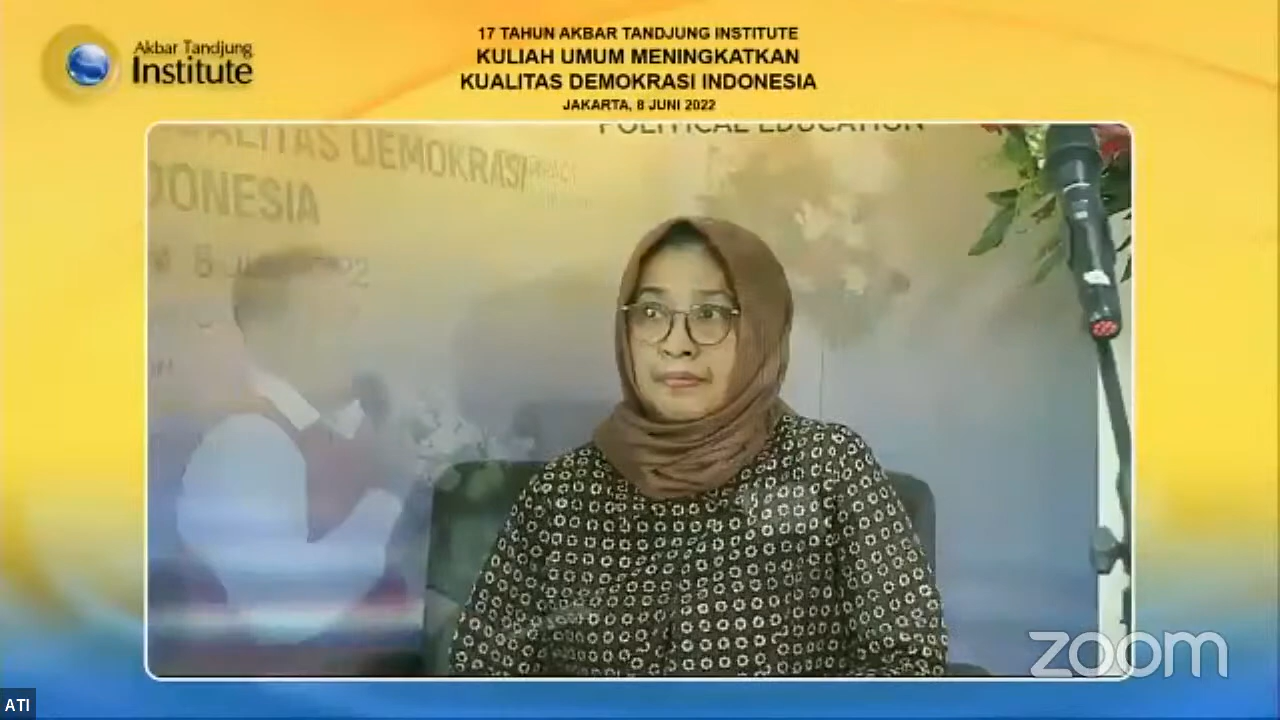 Akbar Tandjung
Institute
17 TAHUN AKBAR TANDJUNG INSTITUTE
KULIAH UMUM MENINGKATKAN
KUALITAS DEMOKRASI INDONESIA
JAKARTA, 8 JUNI 2022
POLITICAL EDUCATION
ALITAS DEMOKRASI
DONESIA
zoom
ATI